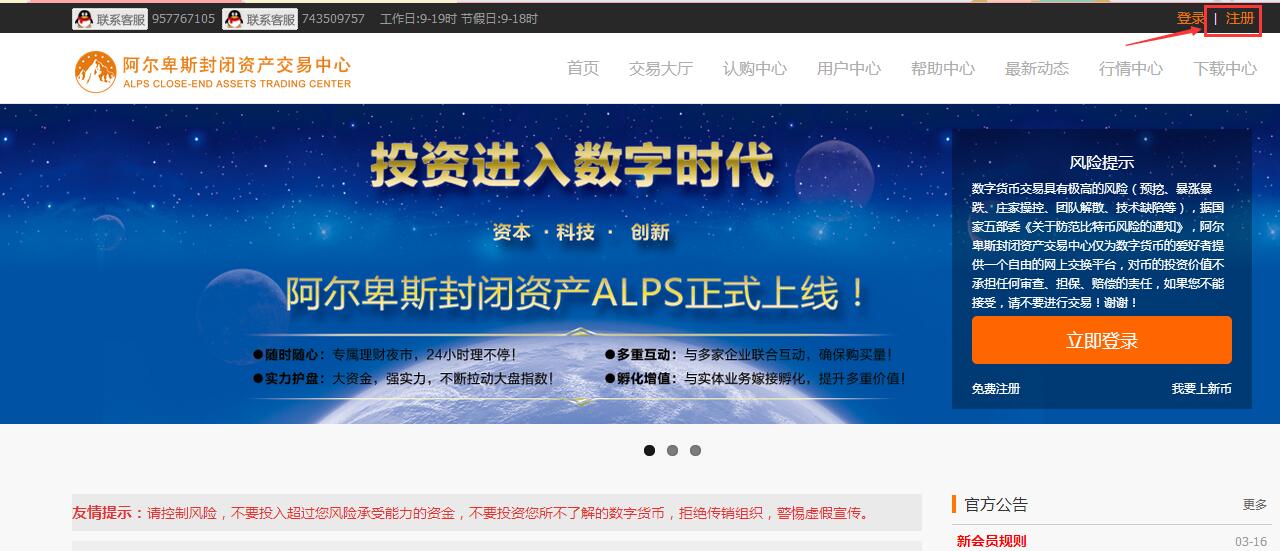 联系客服 957767105 联系客服 743509757 工作日:9-19时 节假日:9-18时 登录 | 注册
阿尔卑斯封闭资产交易中心
ALPS CLOSE-END ASSETS TRADING CENTER
首页 交易大厅 认购中心 用户中心 帮助中心 最新动态 行情中心 下载中心
投资进入数字时代
资本 · 科技 · 创新
阿尔卑斯封闭资产ALPS正式上线！
●随时随心：专属理财夜市，24小时理不停！ ●多重互动：与多家企业联合互动，确保购买量！
●实力护盘：大资金，强实力，不断拉动大盘指数！ ●孵化增值：与实体业务嫁接孵化，提升多重价值！
风险提示
数字货币交易具有极高的风险（预挖、暴涨暴
跌、庄家操控、团队解散、技术缺陷等），据国
家五部委《关于防范比特币风险的通知》，阿尔
卑斯封闭资产交易中心仅为数字货币的爱好者提
供一个自由的网上交换平台，对币的投资价值不
承担任何审查、担保、赔偿的责任，如果您不能
接受，请不要进行交易！谢谢！
立即登录
免费注册 我要上新币
友情提示：请控制风险，不要投入超过您风险承受能力的资金，不要投资您所不了解的数字货币，拒绝传销组织，警惕虚假宣传。
官方公告 更多
新会员规则 03-16